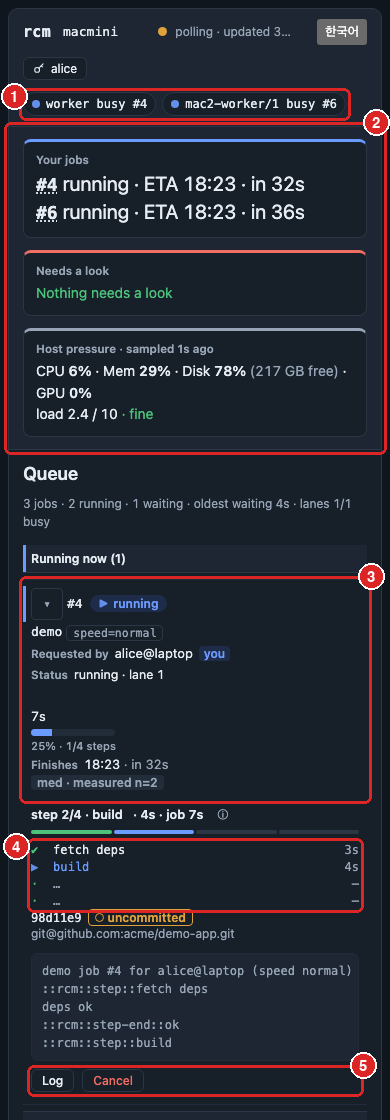 rcm macmini polling · updated 3… 한국어
alice
1
worker busy #4 mac2-worker/1 busy #6
2
Your jobs
#4 running · ETA 18:23 · in 32s
#6 running · ETA 18:23 · in 36s
Needs a look
Nothing needs a look
Host pressure · sampled 1s ago
CPU 6% · Mem 29% · Disk 78% (217 GB free) ·
GPU 0%
load 2.4 / 10 · fine
Queue
3 jobs · 2 running · 1 waiting · oldest waiting 4s · lanes 1/1
busy
Running now (1)
3
▾ #4 ▶ running
demo speed=normal
Requested by alice@laptop you
Status running · lane 1
7s
25% · 1/4 steps
Finishes 18:23 · in 32s
med · measured n=2
step 2/4 · build · 4s · job 7s ⓘ
4
✔ fetch deps 3s
▶ build 4s
· … —
· … —
98d11e9 uncommitted
git@github.com:acme/demo-app.git
demo job #4 for alice@laptop (speed normal)
::rcm::step::fetch deps
deps ok
::rcm::step-end::ok
::rcm::step::build
5
Log Cancel